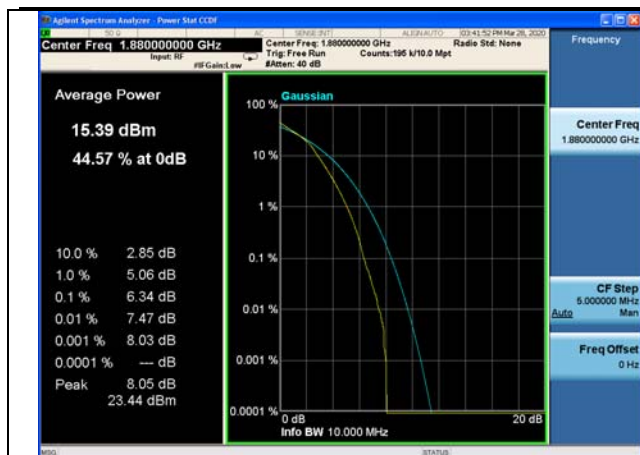 Agilent Spectrum Analyzer - Power Stat CCDF
50 Ω AC SENSE:INT ALIGN AUTO 03:41:52 PM Mar 28, 2020
Center Freq 1.880000000 GHz
Input: RF
#IFGain:Low
Center Freq: 1.880000000 GHz
Trig: Free Run
Counts:195 k/10.0 Mpt
#Atten: 40 dB
Radio Std: None
Average Power
15.39 dBm
44.57 % at 0dB
10.0 % 2.85 dB
1.0 % 5.06 dB
0.1 % 6.34 dB
0.01 % 7.47 dB
0.001 % 8.03 dB
0.0001 % --- dB
Peak 8.05 dB
23.44 dBm
Gaussian
100 %
10 %
1 %
0.1 %
0.01 %
0.001 %
0.0001 %
0 dB
20 dB
Info BW 10.000 MHz
Frequency
Center Freq
1.880000000 GHz
CF Step
5.000000 MHz
Auto Man
Freq Offset
0 Hz
MSG
STATUS